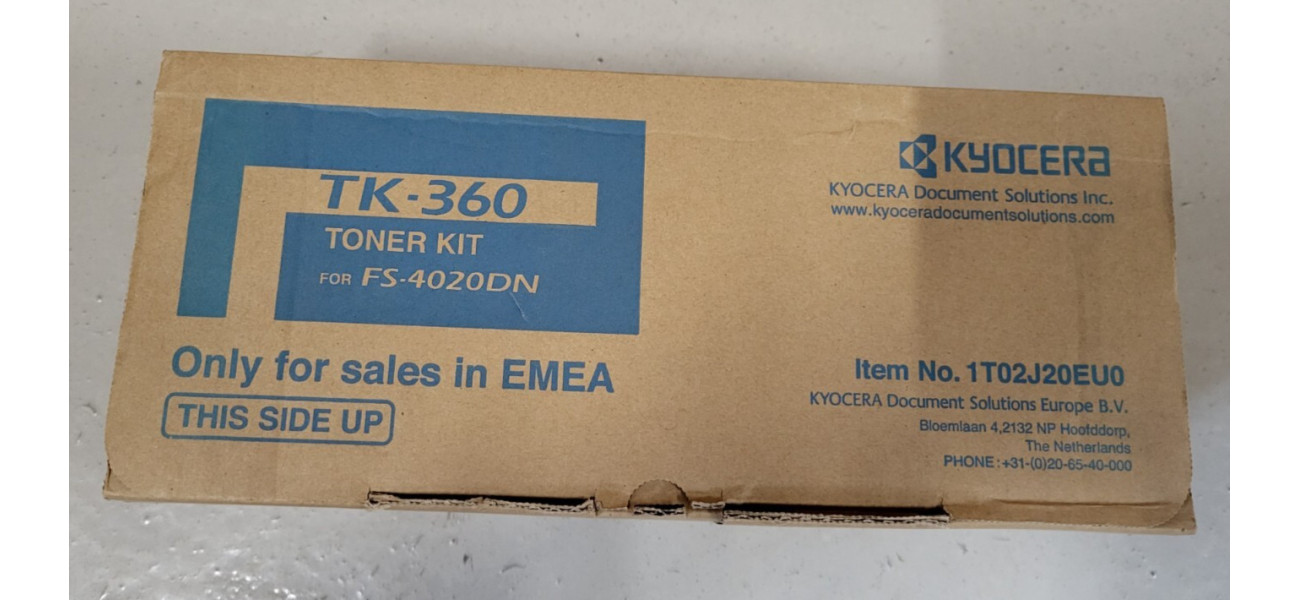 TK-360
TONER KIT
FOR FS-4020DN
Only for sales in EMEA
THIS SIDE UP
KYOCERA
KYOCERA Document Solutions Inc.
www.kyoceradocumentsolutions.com
Item No. 1T02J20EU0
KYOCERA Document Solutions Europe B.V.
Bloemlaan 4,2132 NP Hoofddorp,
The Netherlands
PHONE:+31-(0)20-65-40-000